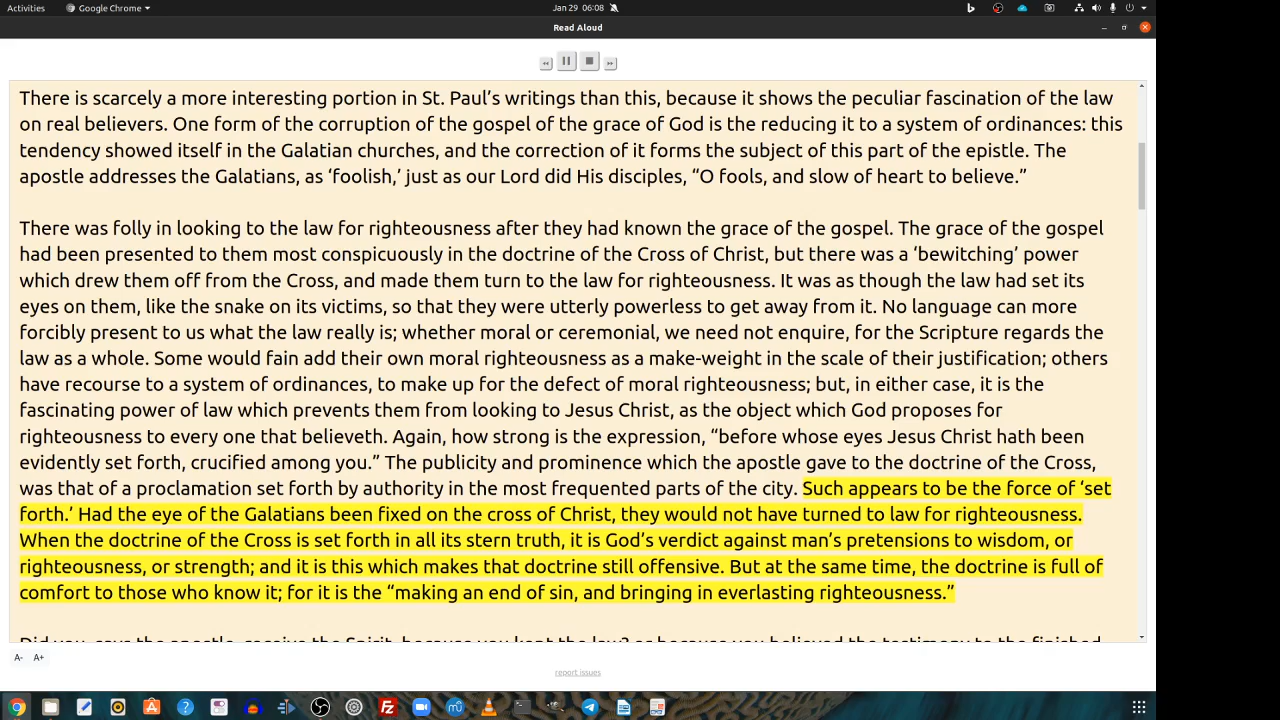 Activities
Google Chrome
Jan 29 06:08
Read Aloud
There is scarcely a more interesting portion in St. Paul’s writings than this, because it shows the peculiar fascination of the law
on real believers. One form of the corruption of the gospel of the grace of God is the reducing it to a system of ordinances: this
tendency showed itself in the Galatian churches, and the correction of it forms the subject of this part of the epistle. The
apostle addresses the Galatians, as ‘foolish,’ just as our Lord did His disciples, “O fools, and slow of heart to believe.”
There was folly in looking to the law for righteousness after they had known the grace of the gospel. The grace of the gospel
had been presented to them most conspicuously in the doctrine of the Cross of Christ, but there was a ‘bewitching’ power
which drew them off from the Cross, and made them turn to the law for righteousness. It was as though the law had set its
eyes on them, like the snake on its victims, so that they were utterly powerless to get away from it. No language can more
forcibly present to us what the law really is; whether moral or ceremonial, we need not enquire, for the Scripture regards the
law as a whole. Some would fain add their own moral righteousness as a make-weight in the scale of their justification; others
have recourse to a system of ordinances, to make up for the defect of moral righteousness; but, in either case, it is the
fascinating power of law which prevents them from looking to Jesus Christ, as the object which God proposes for
righteousness to every one that believeth. Again, how strong is the expression, “before whose eyes Jesus Christ hath been
evidently set forth, crucified among you.” The publicity and prominence which the apostle gave to the doctrine of the Cross,
was that of a proclamation set forth by authority in the most frequented parts of the city. Such appears to be the force of ‘set
forth.’ Had the eye of the Galatians been fixed on the cross of Christ, they would not have turned to law for righteousness.
When the doctrine of the Cross is set forth in all its stern truth, it is God’s verdict against man’s pretensions to wisdom, or
righteousness, or strength; and it is this which makes that doctrine still offensive. But at the same time, the doctrine is full of
comfort to those who know it; for it is the “making an end of sin, and bringing in everlasting righteousness.”
Did you, says the apostle, receive the Spirit, because you kept the law? or because you believed the testimony to the finished
A- A+
report issues